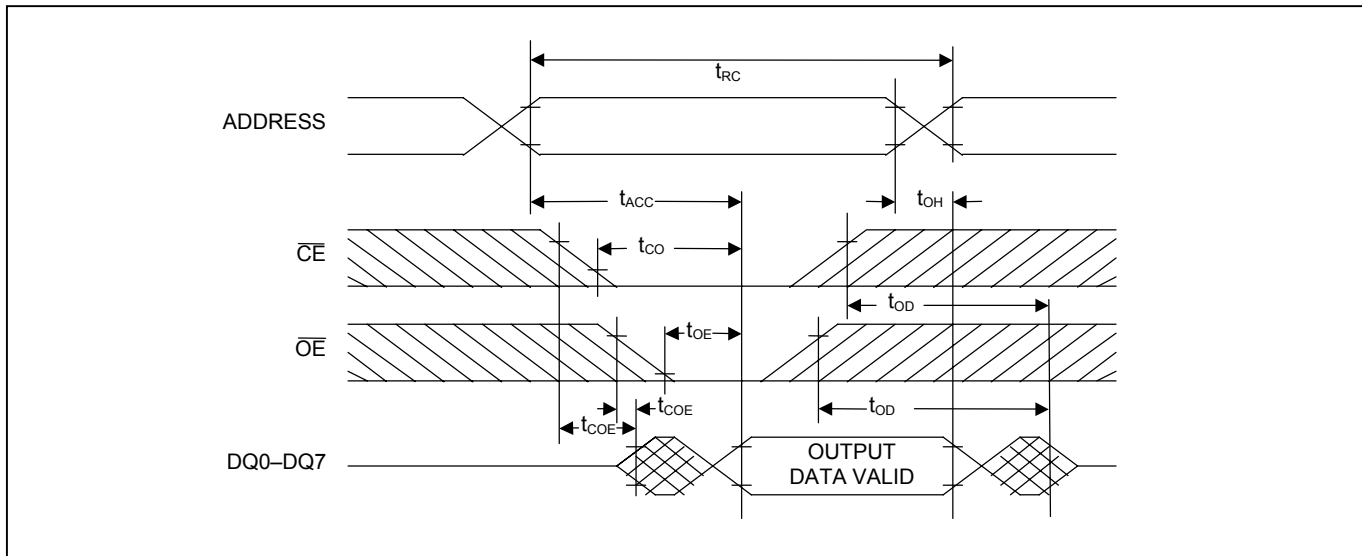 tRC
ADDRESS
tACC
tOH
CE
tCO
tOD
OE
tOE
tCOE
tOD
tCOE
DQ0–DQ7
OUTPUT
DATA VALID